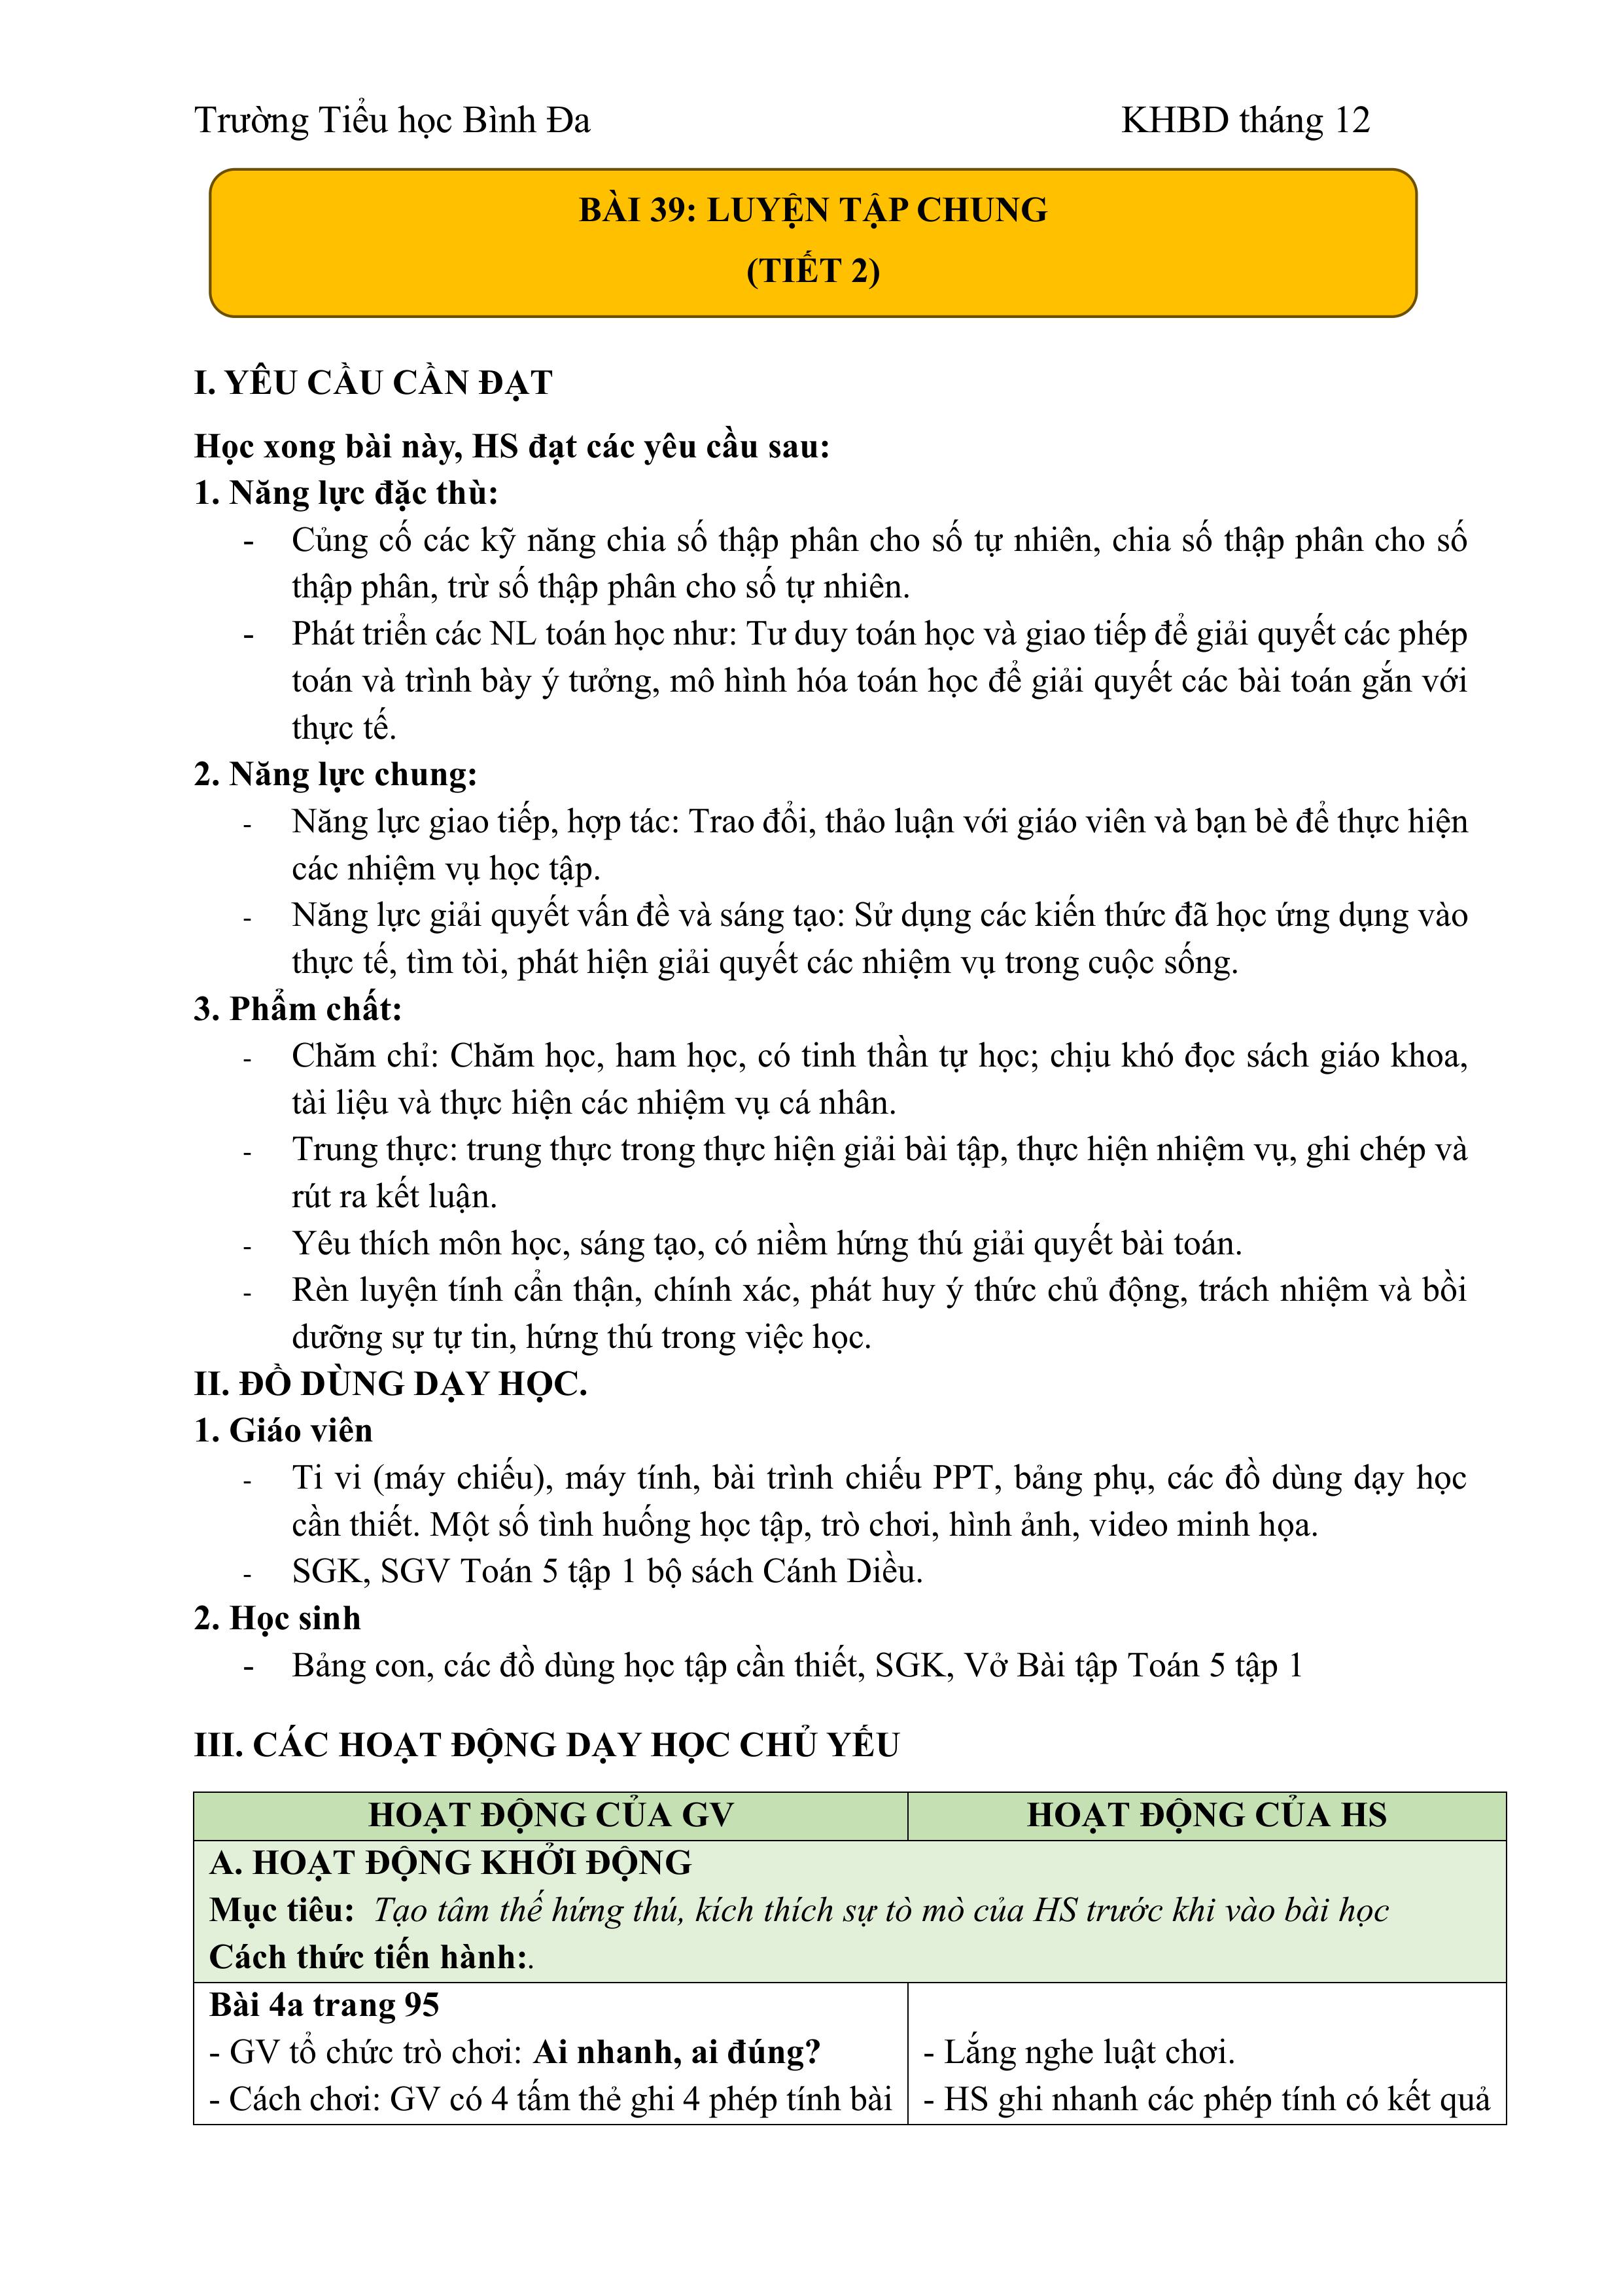 Trường Tiểu học Bình Đa KHBD tháng 12
BÀI 39: LUYỆN TẬP CHUNG
(TIẾT 2)
I. YÊU CẦU CẦN ĐẠT
Học xong bài này, HS đạt các yêu cầu sau:
1. Năng lực đặc thù:
- Củng cố các kỹ năng chia số thập phân cho số tự nhiên, chia số thập phân cho số
thập phân, trừ số thập phân cho số tự nhiên.
- Phát triển các NL toán học như: Tư duy toán học và giao tiếp để giải quyết các phép
toán và trình bày ý tưởng, mô hình hóa toán học để giải quyết các bài toán gắn với
thực tế.
2. Năng lực chung:
- Năng lực giao tiếp, hợp tác: Trao đổi, thảo luận với giáo viên và bạn bè để thực hiện
các nhiệm vụ học tập.
- Năng lực giải quyết vấn đề và sáng tạo: Sử dụng các kiến thức đã học ứng dụng vào
thực tế, tìm tòi, phát hiện giải quyết các nhiệm vụ trong cuộc sống.
3. Phẩm chất:
- Chăm chỉ: Chăm học, ham học, có tinh thần tự học; chịu khó đọc sách giáo khoa,
tài liệu và thực hiện các nhiệm vụ cá nhân.
- Trung thực: trung thực trong thực hiện giải bài tập, thực hiện nhiệm vụ, ghi chép và
rút ra kết luận.
- Yêu thích môn học, sáng tạo, có niềm hứng thú giải quyết bài toán.
- Rèn luyện tính cẩn thận, chính xác, phát huy ý thức chủ động, trách nhiệm và bồi
dưỡng sự tự tin, hứng thú trong việc học.
II. ĐỒ DÙNG DẠY HỌC.
1. Giáo viên
- Ti vi (máy chiếu), máy tính, bài trình chiếu PPT, bảng phụ, các đồ dùng dạy học
cần thiết. Một số tình huống học tập, trò chơi, hình ảnh, video minh họa.
- SGK, SGV Toán 5 tập 1 bộ sách Cánh Diều.
2. Học sinh
- Bảng con, các đồ dùng học tập cần thiết, SGK, Vở Bài tập Toán 5 tập 1
III. CÁC HOẠT ĐỘNG DẠY HỌC CHỦ YẾU
HOẠT ĐỘNG CỦA GV HOẠT ĐỘNG CỦA HS
A. HOẠT ĐỘNG KHỞI ĐỘNG
Mục tiêu: Tạo tâm thế hứng thú, kích thích sự tò mò của HS trước khi vào bài học
Cách thức tiến hành:.
Bài 4a trang 95
- GV tổ chức trò chơi: Ai nhanh, ai đúng?
- Cách chơi: GV có 4 tấm thẻ ghi 4 phép tính bài
- Lắng nghe luật chơi.
- HS ghi nhanh các phép tính có kết quả